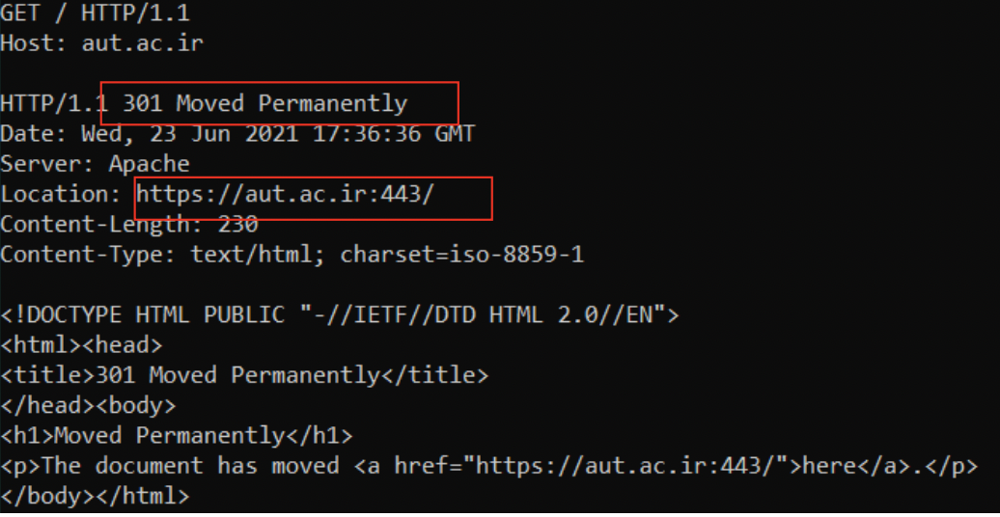 GET / HTTP/1.1
Host: aut.ac.ir
HTTP/1.1 301 Moved Permanently
Date: Wed, 23 Jun 2021 17:36:36 GMT
Server: Apache
Location: https://aut.ac.ir:443/
Content-Length: 230
Content-Type: text/html; charset=iso-8859-1
<!DOCTYPE HTML PUBLIC "-//IETF//DTD HTML 2.0//EN">
<html><head>
<title>301 Moved Permanently</title>
</head><body>
<h1>Moved Permanently</h1>
<p>The document has moved <a href="https://aut.ac.ir:443/">here</a>.</p>
</body></html>